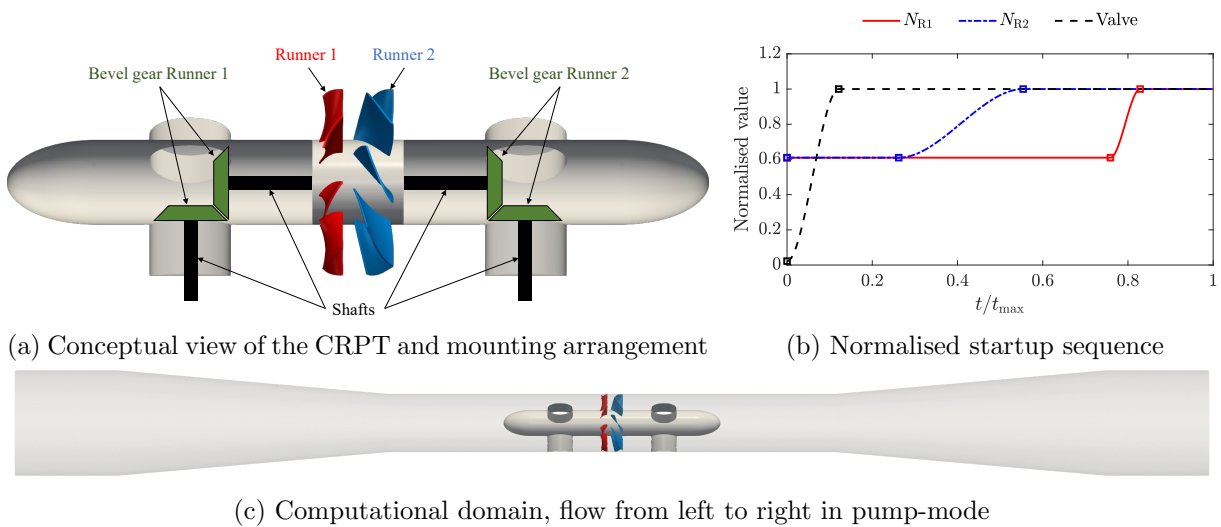 Runner 1
Runner 2
Bevel gear Runner 1
Bevel gear Runner 2
Shafts
(a) Conceptual view of the CRPT and mounting arrangement
N_R1
N_R2
Valve
1.2
1
0.8
0.6
0.4
0.2
0
Normalised value
0
0.2
0.4
0.6
0.8
1
t/t_max
(b) Normalised startup sequence
(c) Computational domain, flow from left to right in pump-mode